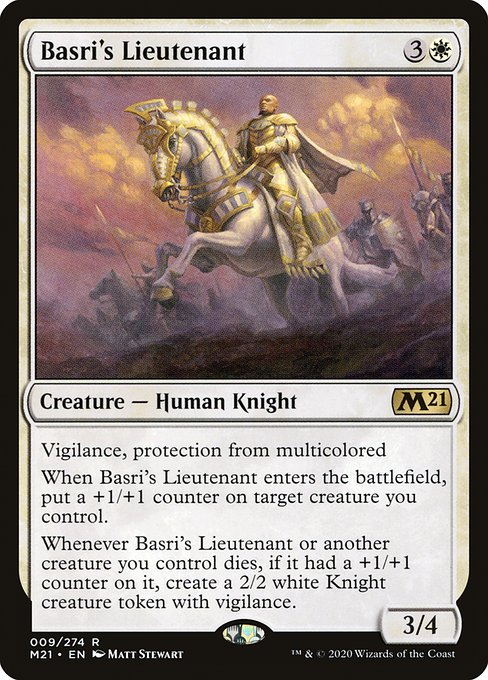 Basri's Lieutenant 3
Creature — Human Knight M21
Vigilance, protection from multicolored
When Basri's Lieutenant enters the battlefield,
put a +1/+1 counter on target creature you
control.
Whenever Basri's Lieutenant or another
creature you control dies, if it had a +1/+1
counter on it, create a 2/2 white Knight
creature token with vigilance.
3/4
009/274 R
M21 • EN Matt Stewart ™ & © 2020 Wizards of the Coast